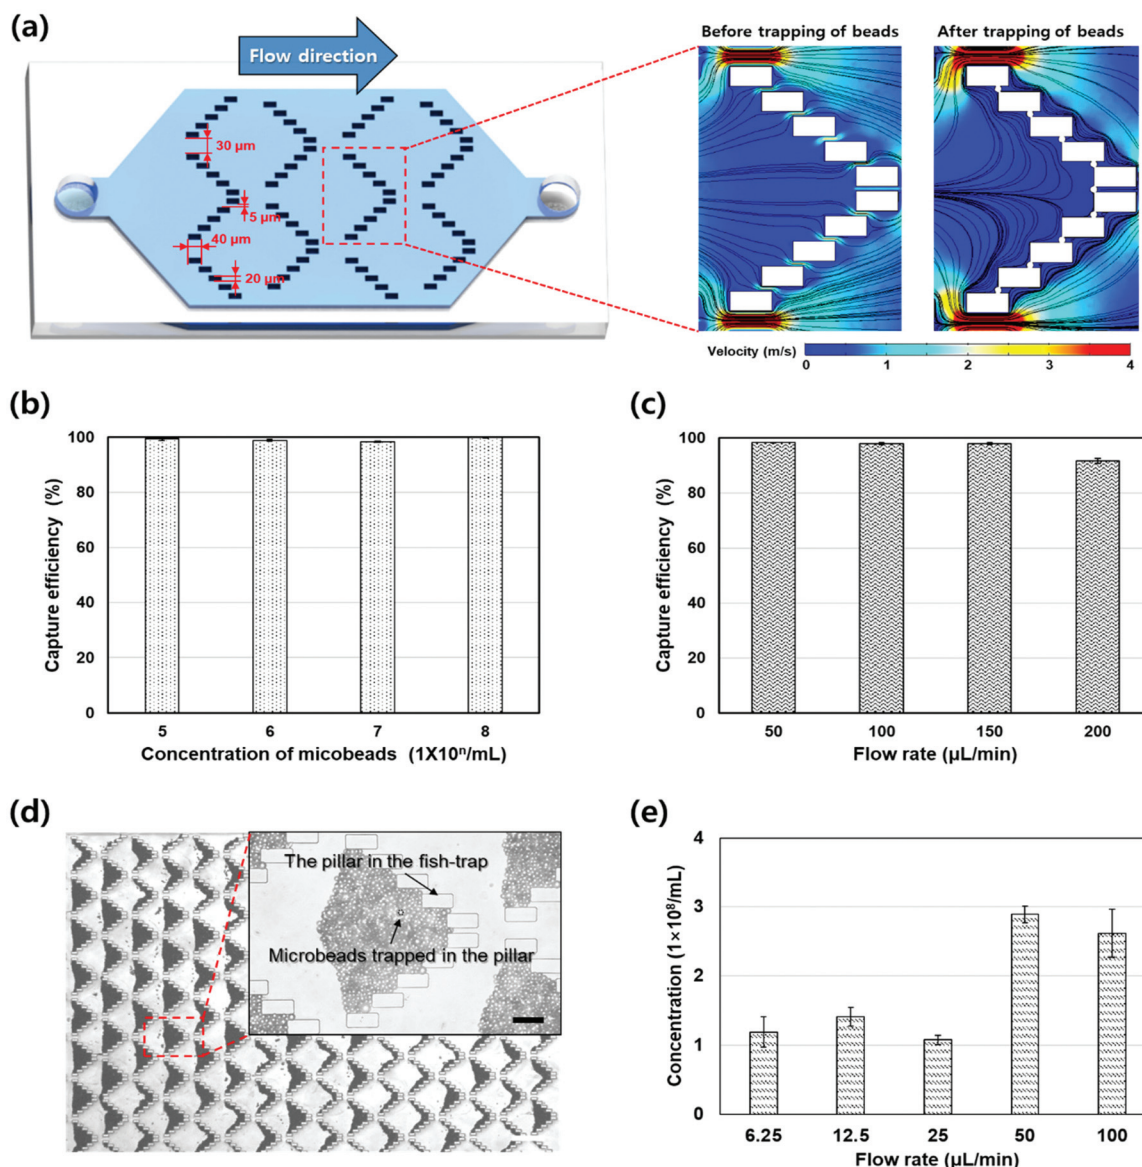 (a)
Flow direction
30 µm
5 µm
40 µm
20 µm
Before trapping of beads
After trapping of beads
Velocity (m/s)
0
1
2
3
4
(b)
100
80
60
40
20
0
Capture efficiency (%)
5
6
7
8
Concentration of micobeads (1X10ⁿ/mL)
(c)
100
80
60
40
20
0
Capture efficiency (%)
50
100
150
200
Flow rate (µL/min)
(d)
The pillar in the fish-trap
Microbeads trapped in the pillar
(e)
4
3
2
1
0
Concentration (1×10⁸/mL)
6.25
12.5
25
50
100
Flow rate (µL/min)